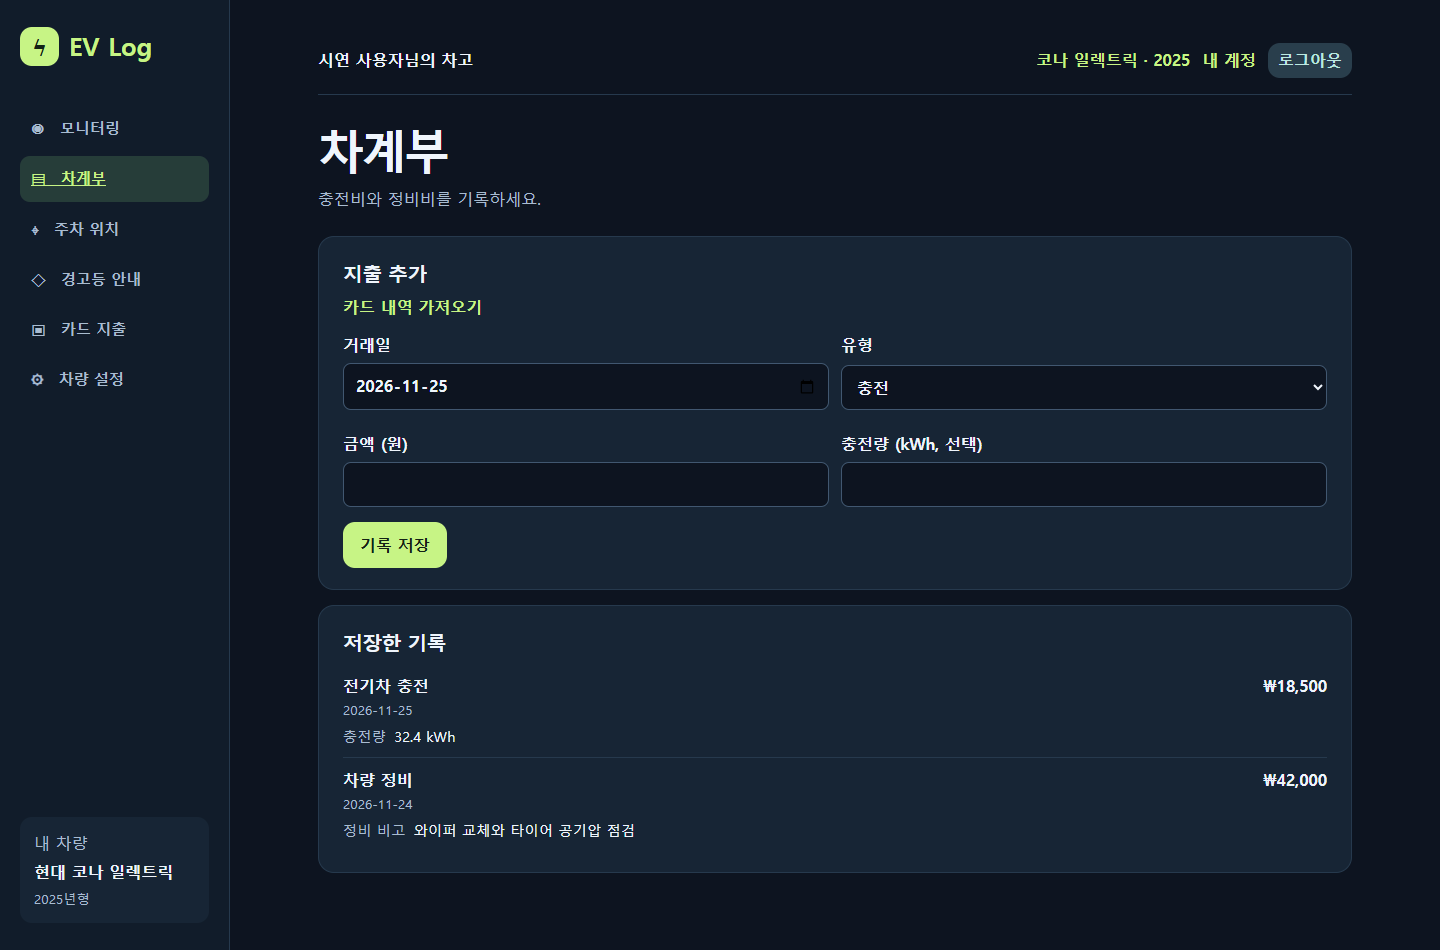 EV Log
모니터링
차계부
주차 위치
경고등 안내
카드 지출
차량 설정
내 차량
현대 코나 일렉트릭
2025년형
시연 사용자님의 차고
코나 일렉트릭 · 2025 내 계정 로그아웃
차계부
충전비와 정비비를 기록하세요.
지출 추가
카드 내역 가져오기
거래일
2026-11-25
유형
충전
금액 (원)
충전량 (kWh, 선택)
기록 저장
저장한 기록
전기차 충전 ₩18,500
2026-11-25
충전량 32.4 kWh
차량 정비 ₩42,000
2026-11-24
정비 비고 와이퍼 교체와 타이어 공기압 점검